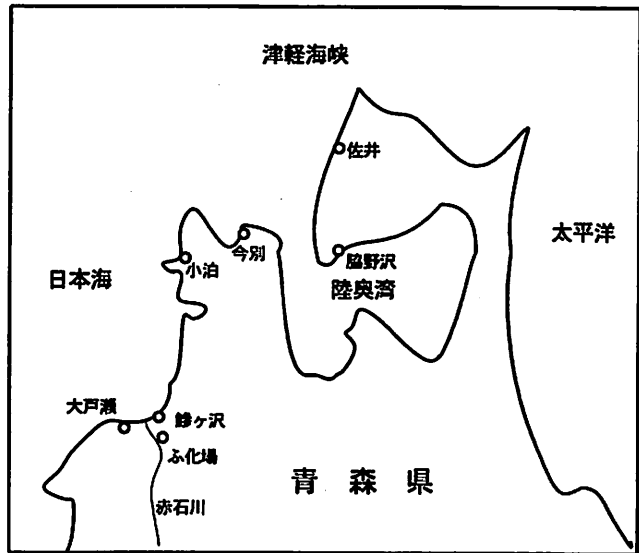 津軽海峡
佐井
太平洋
今別
脇野沢
小泊
日本海
陸奥湾
大戸瀬
鰺ヶ沢
ふ化場
青森県
赤石川